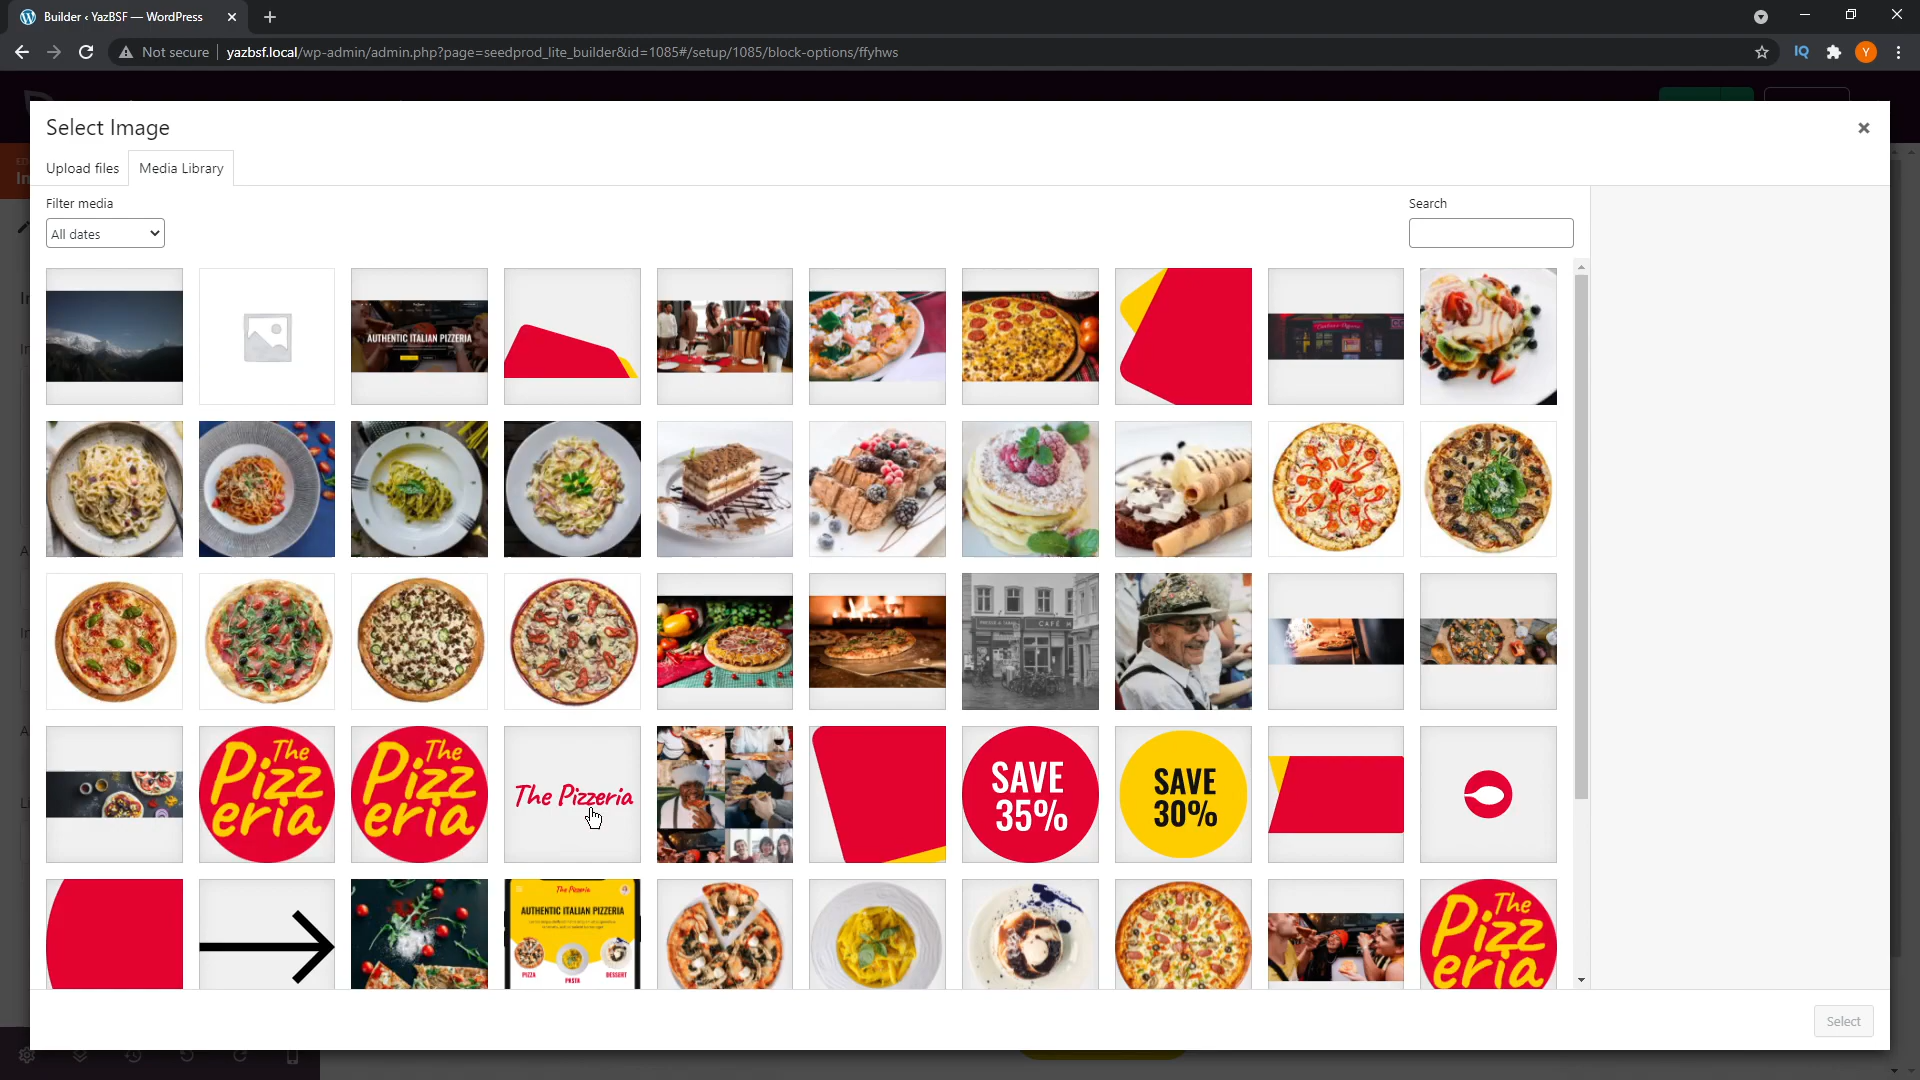 Builder ‹ YazBSF — WordPress
Not secure
yazbsf.local/wp-admin/admin.php?page=seedprod_lite_builder&id=1085#/setup/1085/block-options/ffyhws
IQ
Y
Select Image
Upload files
Media Library
Filter media
Search
All dates
AUTHENTIC ITALIAN PIZZERIA
CAFÉ
The
Pizz
eria
The
Pizz
eria
The Pizzeria
SAVE
35%
SAVE
30%
The Pizzeria
AUTHENTIC ITALIAN PIZZERIA
PIZZA
PASTA
DESSERT
The
Pizz
eria
Select